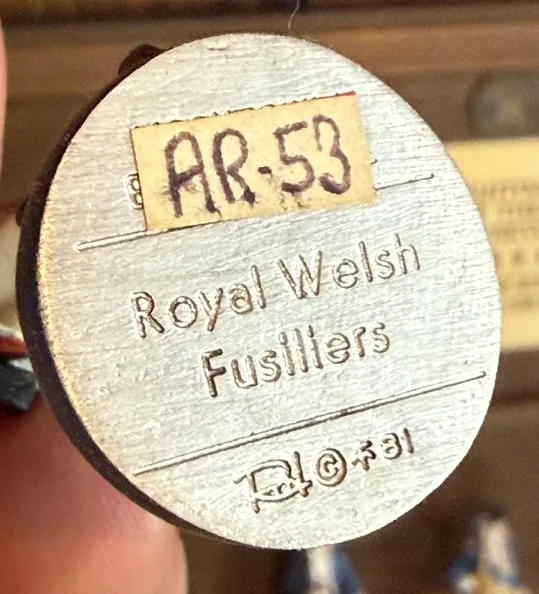 AR-53
Royal Welsh
Fusiliers
© F 81